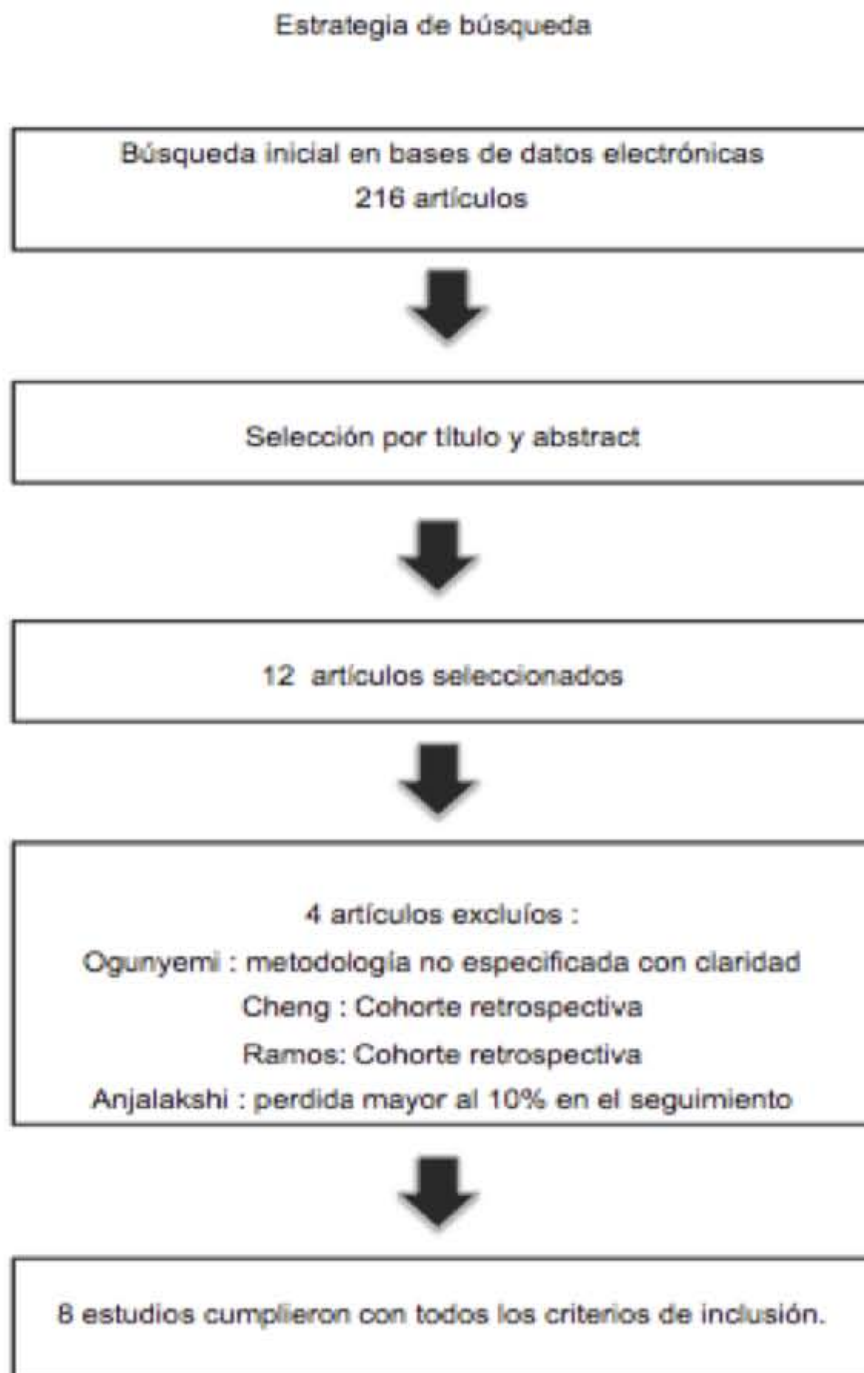 Estrategia de búsqueda
Búsqueda inicial en bases de datos electrónicas
216 artículos
Selección por título y abstract
12 artículos seleccionados
4 artículos excluíos :
Ogunyemi : metodología no especificada con claridad
Cheng : Cohorte retrospectiva
Ramos: Cohorte retrospectiva
Anjalakshi : perdida mayor al 10% en el seguimiento
8 estudios cumplieron con todos los criterios de inclusión.